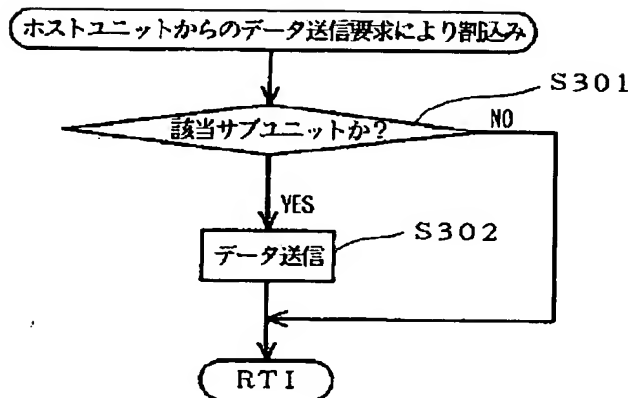 ホストユニットからのデータ送信要求により割込み
S301
該当サブユニットか?
NO
YES
S302
データ送信
RTI